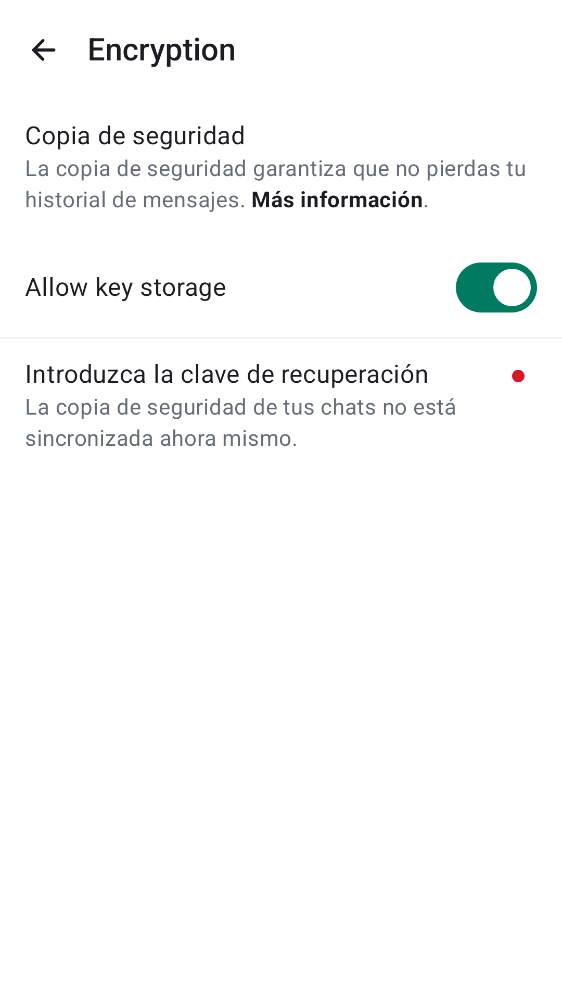 Encryption
Copia de seguridad
La copia de seguridad garantiza que no pierdas tu
historial de mensajes. Más información.
Allow key storage
Introduzca la clave de recuperación
La copia de seguridad de tus chats no está
sincronizada ahora mismo.